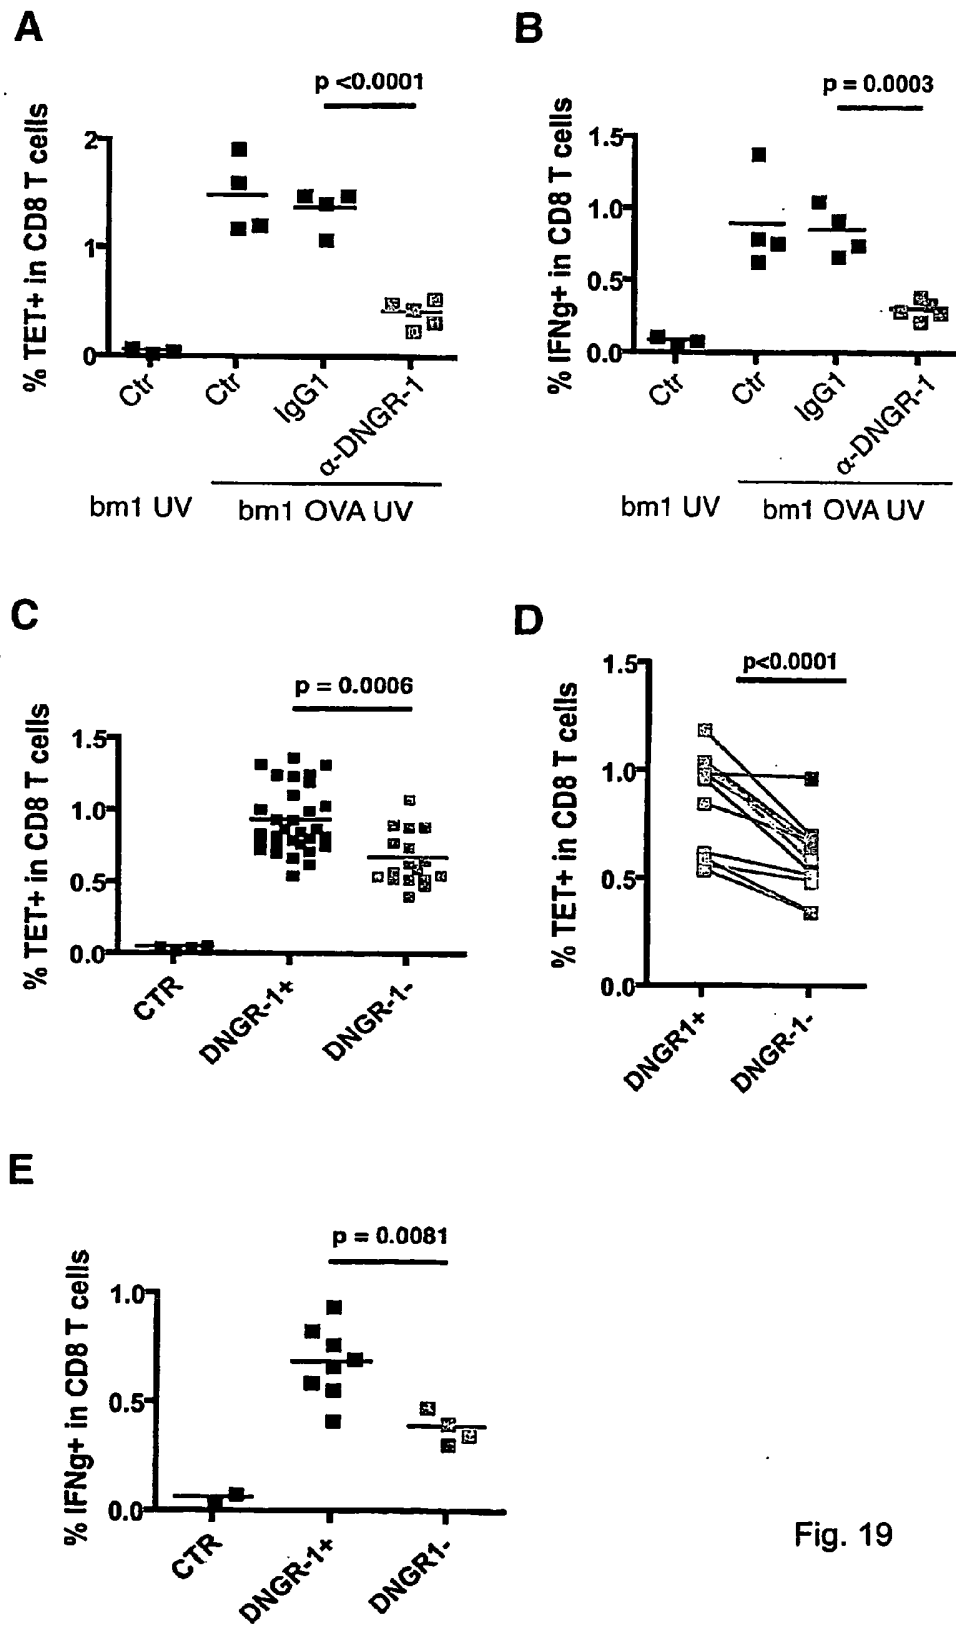 A
p <0.0001
% TET+ in CD8 T cells
2
1
0
Ctr
Ctr
IgG1
α-DNGR-1
bm1 UV
bm1 OVA UV
B
p = 0.0003
% IFNg+ in CD8 T cells
1.5
1.0
0.5
0.0
Ctr
Ctr
IgG1
α-DNGR-1
bm1 UV
bm1 OVA UV
C
p = 0.0006
% TET+ in CD8 T cells
1.5
1.0
0.5
0.0
CTR
DNGR-1+
DNGR-1-
D
p<0.0001
% TET+ in CD8 T cells
1.5
1.0
0.5
0.0
DNGR1+
DNGR-1-
E
p = 0.0081
% IFNg+ in CD8 T cells
1.0
0.5
0.0
CTR
DNGR-1+
DNGR1-
Fig. 19